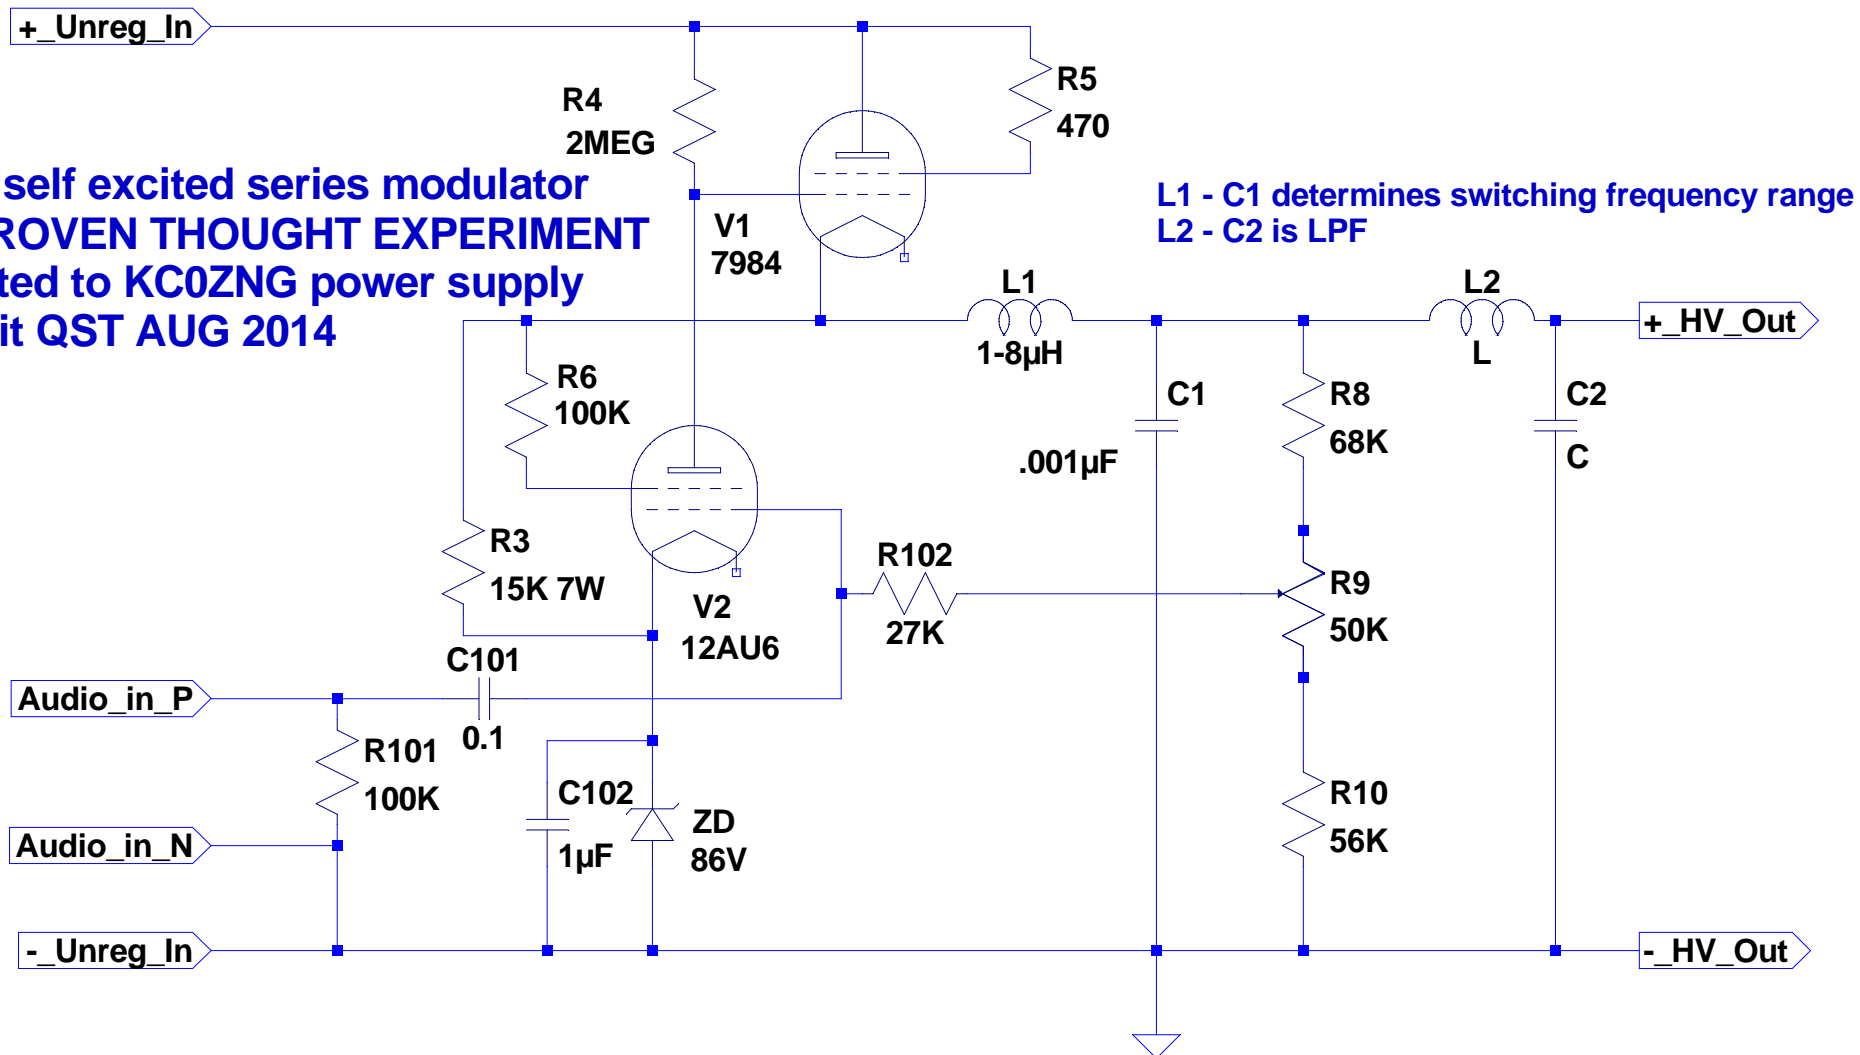 +_Unreg_In
R5
470
R4
2MEG
self excited series modulator
THOUGHT EXPERIMENT
to KC0ZNG power supply
QST AUG 2014
V1
7984
L1 - C1 determines switching frequency range
L2 - C2 is LPF
L1
1-8µH
L2
L
+_HV_Out
R6
100K
C1
.001µF
R8
68K
C2
C
R3
15K 7W
R102
27K
R9
50K
V2
12AU6
C101
0.1
Audio_in_P
R101
100K
C102
1µF
ZD
86V
R10
56K
Audio_in_N
-_Unreg_In
-_HV_Out